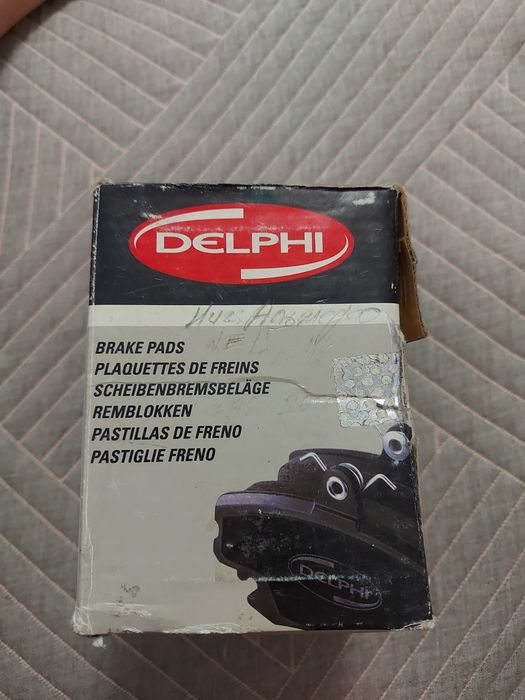 DELPHI
BRAKE PADS
PLAQUETTES DE FREINS
SCHEIBENBREMSBELÄGE
REMBLOKKEN
PASTILLAS DE FRENO
PASTIGLIE FRENO
DELPHI